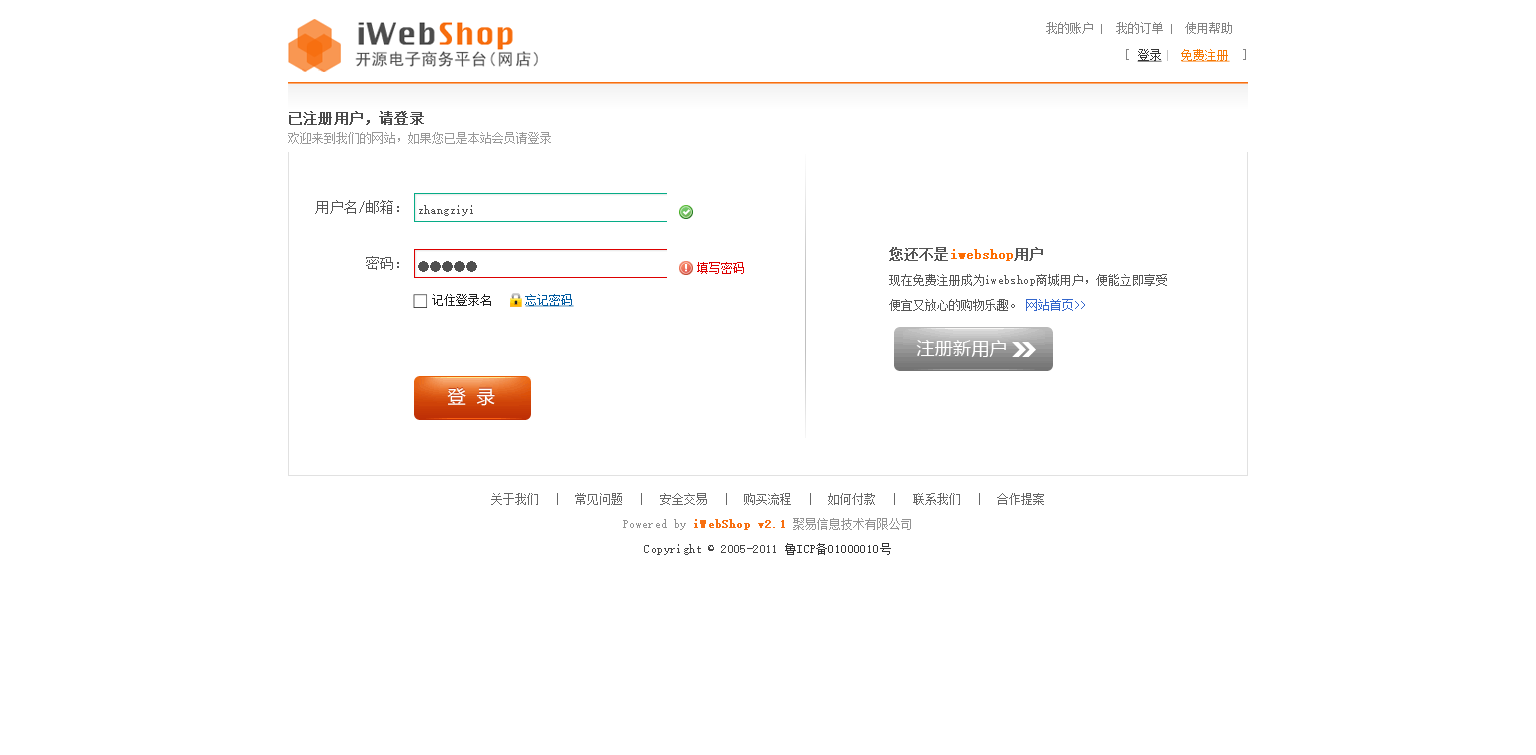 iWebShop
开源电子商务平台(网店)
我的账户 | 我的订单 | 使用帮助
[ 登录 | 免费注册 ]
已注册用户，请登录
欢迎来到我们的网站，如果您已是本站会员请登录
用户名/邮箱： zhangziyi
密码： ●●●●● 填写密码
记住登录名 忘记密码
登 录
您还不是iwebshop用户
现在免费注册成为iwebshop商城用户，便能立即享受
便宜又放心的购物乐趣。 网站首页>>
注册新用户
关于我们 | 常见问题 | 安全交易 | 购买流程 | 如何付款 | 联系我们 | 合作提案
Powered by iWebShop v2.1 聚易信息技术有限公司
Copyright © 2005-2011 鲁ICP备01000010号